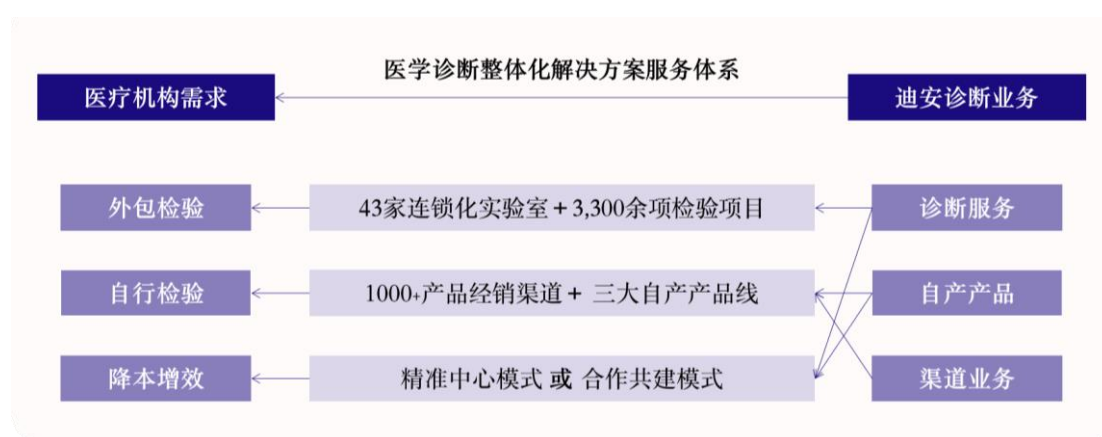 医学诊断整体化解决方案服务体系
医疗机构需求
迪安诊断业务
外包检验
43家连锁化实验室＋3,300余项检验项目
诊断服务
自行检验
1000+产品经销渠道＋ 三大自产产品线
自产产品
降本增效
精准中心模式 或 合作共建模式
渠道业务